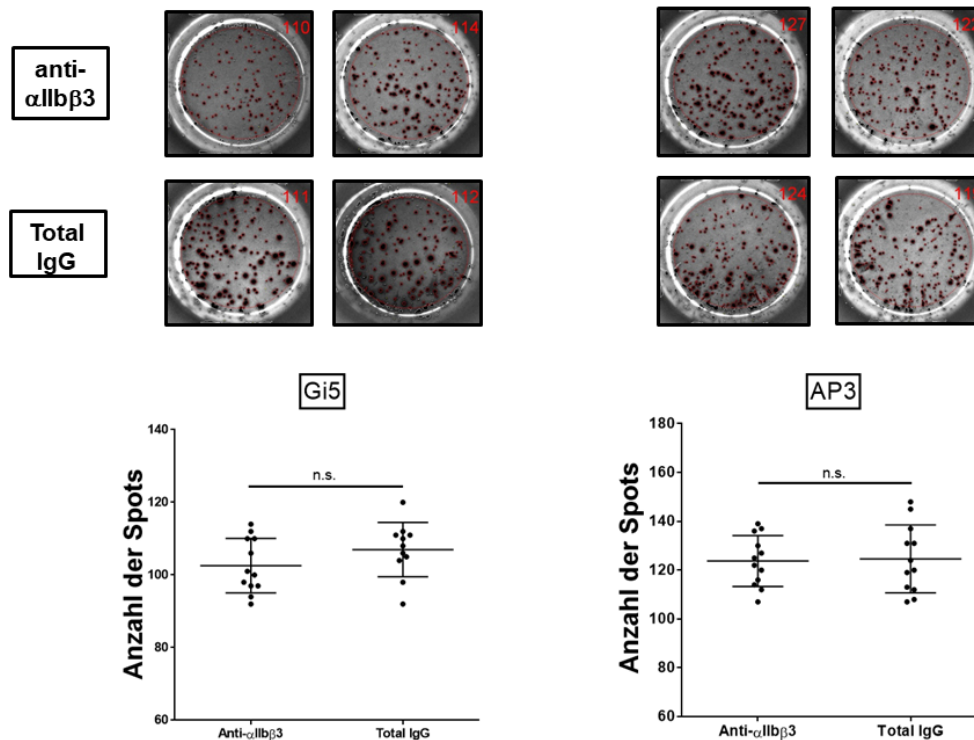 anti-
αIIbβ3
110
114
127
Total
IgG
111
112
124
Gi5
140
120
100
80
60
Anzahl der Spots
n.s.
Anti-αIIbβ3
Total IgG
AP3
180
160
140
120
100
80
60
Anzahl der Spots
n.s.
Anti-αIIbβ3
Total IgG